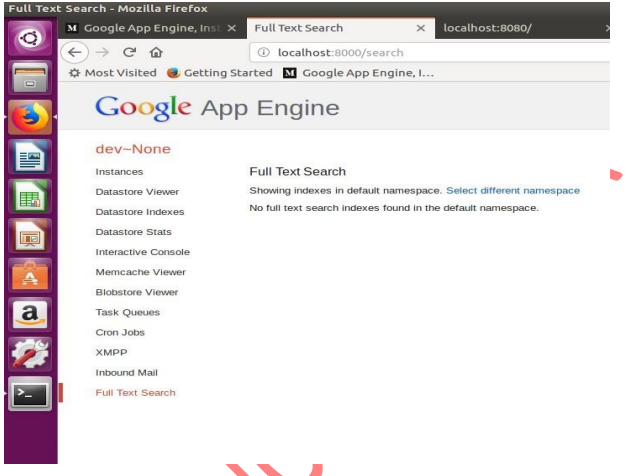 Full Text Search - Mozilla Firefox
Google App Engine, Inst
Full Text Search
localhost:8080/
localhost:8000/search
Most Visited Getting Started Google App Engine, I...
Google App Engine
dev~None
Instances
Datastore Viewer
Datastore Indexes
Datastore Stats
Interactive Console
Memcache Viewer
Blobstore Viewer
Task Queues
Cron Jobs
XMPP
Inbound Mail
Full Text Search
Full Text Search
Showing indexes in default namespace. Select different namespace
No full text search indexes found in the default namespace.